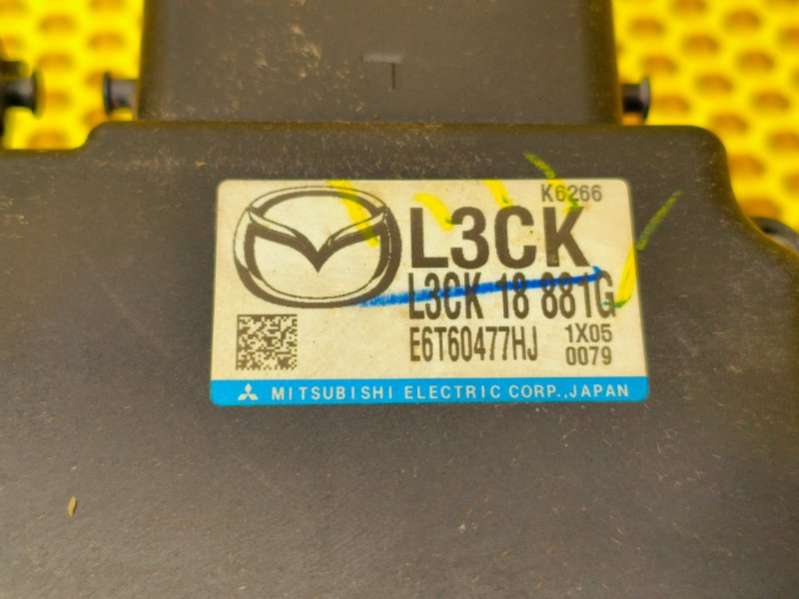 K6266
L3CK
L3CK 18 881G
E6T60477HJ 1X05
0079
MITSUBISHI ELECTRIC CORP.,JAPAN